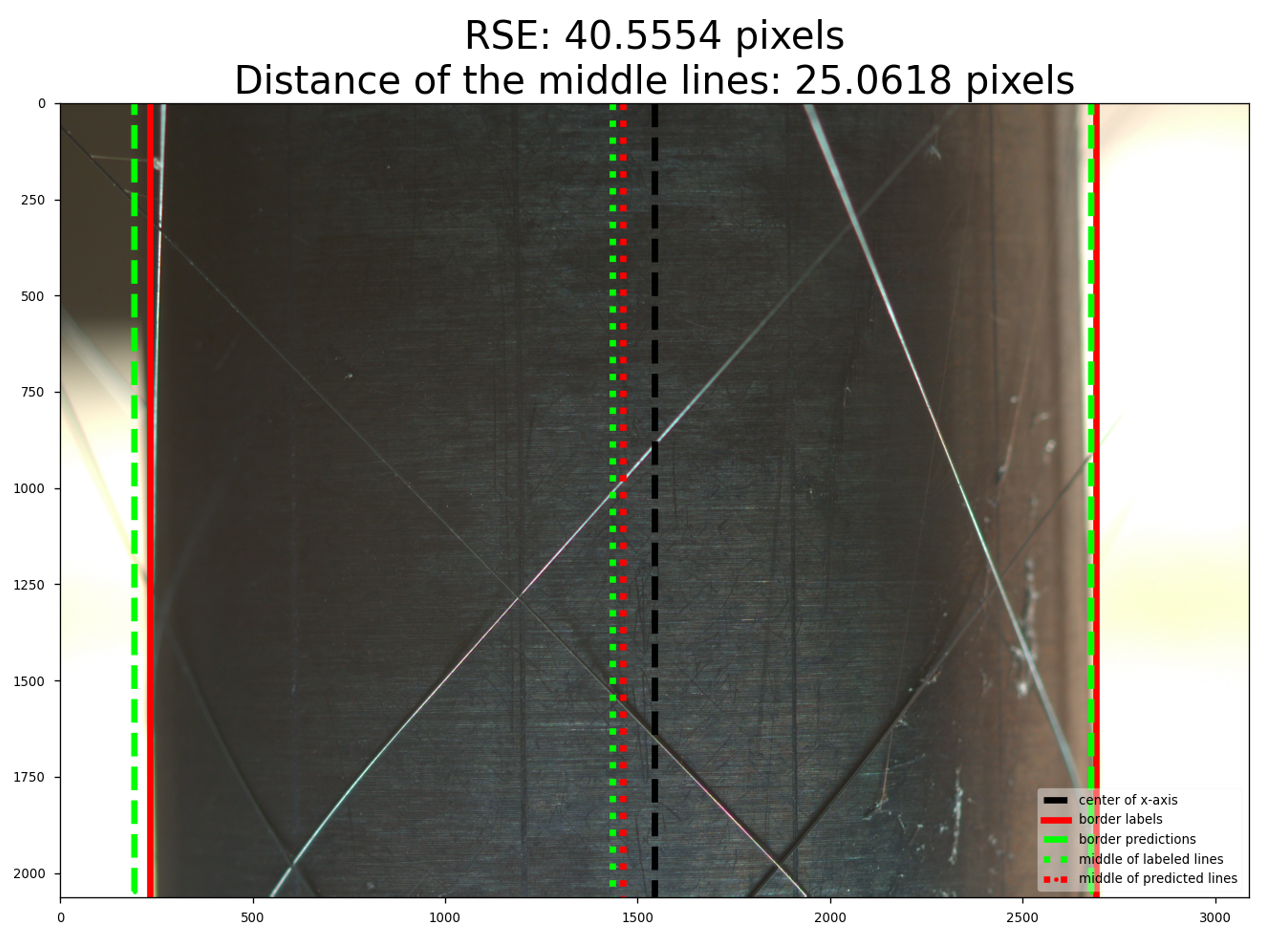 RSE: 40.5554 pixels
Distance of the middle lines: 25.0618 pixels
0
250
500
750
1000
1250
1500
1750
2000
0 500 1000 1500 2000 2500 3000
center of x-axis
border labels
border predictions
middle of labeled lines
middle of predicted lines